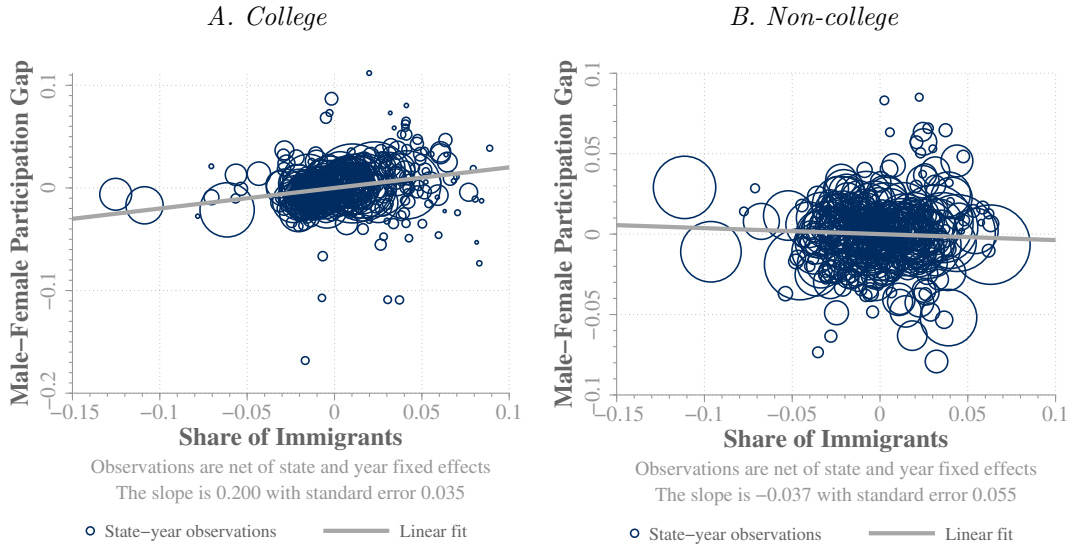 A. College
B. Non-college
Male−Female Participation Gap
0.1
0
−0.1
−0.2
−0.15
−0.1
−0.05
0
0.05
0.1
Share of Immigrants
Observations are net of state and year fixed effects
The slope is 0.200 with standard error 0.035
State−year observations
Linear fit
Male−Female Participation Gap
0.1
0.05
0
−0.05
−0.1
−0.15
−0.1
−0.05
0
0.05
0.1
Share of Immigrants
Observations are net of state and year fixed effects
The slope is −0.037 with standard error 0.055
State−year observations
Linear fit